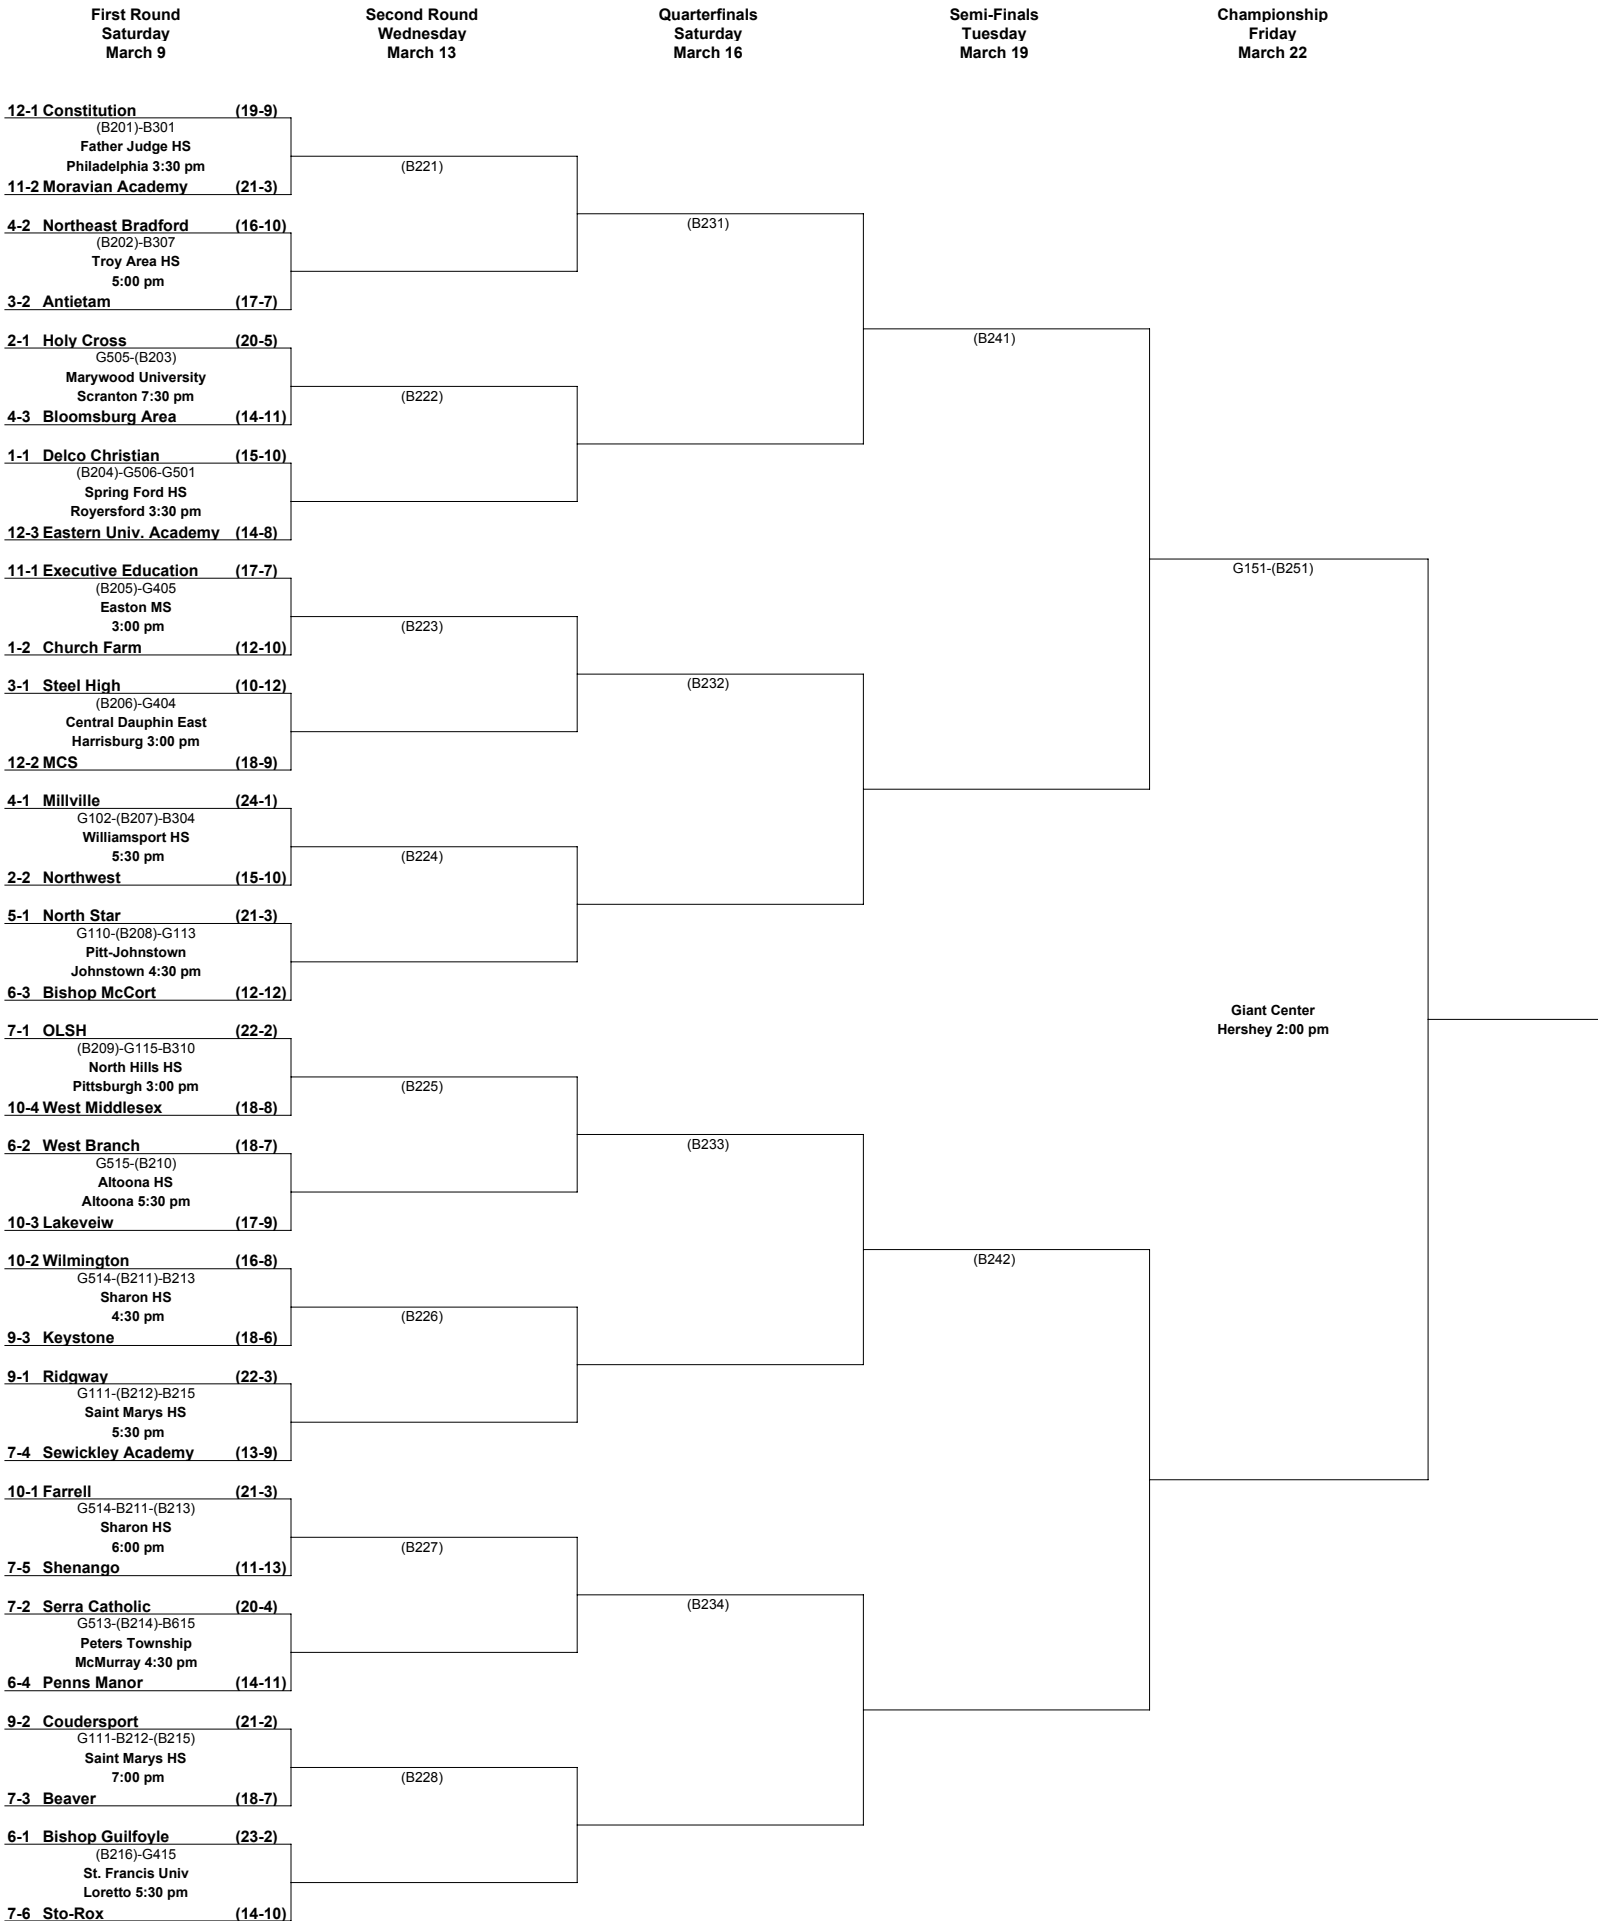 First Round
Saturday
March 9
Second Round
Wednesday
March 13
Quarterfinals
Saturday
March 16
Semi-Finals
Tuesday
March 19
Championship
Friday
March 22
12-1 Constitution (19-9)
(B201)-B301
Father Judge HS
Philadelphia 3:30 pm
11-2 Moravian Academy (21-3)
(B221)
4-2 Northeast Bradford (16-10)
(B202)-B307
Troy Area HS
5:00 pm
3-2 Antietam (17-7)
(B231)
2-1 Holy Cross (20-5)
G505-(B203)
Marywood University
Scranton 7:30 pm
4-3 Bloomsburg Area (14-11)
(B222)
1-1 Delco Christian (15-10)
(B204)-G506-G501
Spring Ford HS
Royersford 3:30 pm
12-3 Eastern Univ. Academy (14-8)
(B241)
11-1 Executive Education (17-7)
(B205)-G405
Easton MS
3:00 pm
1-2 Church Farm (12-10)
(B223)
3-1 Steel High (10-12)
(B206)-G404
Central Dauphin East
Harrisburg 3:00 pm
12-2 MCS (18-9)
(B232)
4-1 Millville (24-1)
G102-(B207)-B304
Williamsport HS
5:30 pm
2-2 Northwest (15-10)
(B224)
5-1 North Star (21-3)
G110-(B208)-G113
Pitt-Johnstown
Johnstown 4:30 pm
6-3 Bishop McCort (12-12)
G151-(B251)
Giant Center
Hershey 2:00 pm
7-1 OLSH (22-2)
(B209)-G115-B310
North Hills HS
Pittsburgh 3:00 pm
10-4 West Middlesex (18-8)
(B225)
6-2 West Branch (18-7)
G515-(B210)
Altoona HS
Altoona 5:30 pm
10-3 Lakeveiw (17-9)
(B233)
10-2 Wilmington (16-8)
G514-(B211)-B213
Sharon HS
4:30 pm
9-3 Keystone (18-6)
(B226)
9-1 Ridgway (22-3)
G111-(B212)-B215
Saint Marys HS
5:30 pm
7-4 Sewickley Academy (13-9)
(B242)
10-1 Farrell (21-3)
G514-B211-(B213)
Sharon HS
6:00 pm
7-5 Shenango (11-13)
(B227)
7-2 Serra Catholic (20-4)
G513-(B214)-B615
Peters Township
McMurray 4:30 pm
6-4 Penns Manor (14-11)
(B234)
9-2 Coudersport (21-2)
G111-B212-(B215)
Saint Marys HS
7:00 pm
7-3 Beaver (18-7)
(B228)
6-1 Bishop Guilfoyle (23-2)
(B216)-G415
St. Francis Univ
Loretto 5:30 pm
7-6 Sto-Rox (14-10)